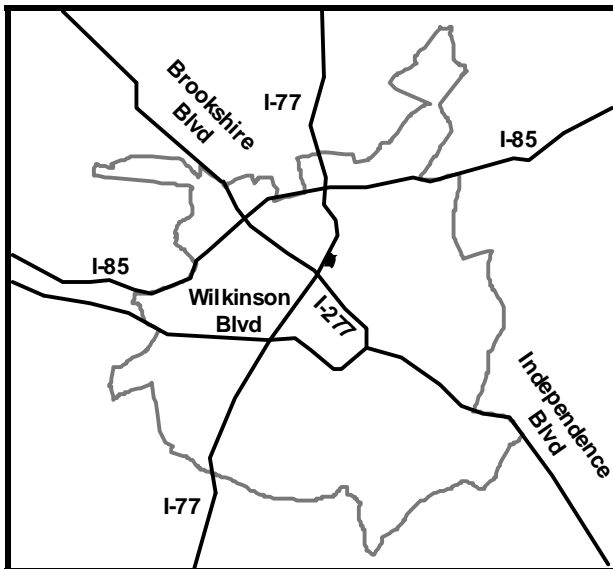 Brookshire
Blvd
I-77
I-85
I-85
Wilkinson
Blvd
I-277
Independence
Blvd
I-77